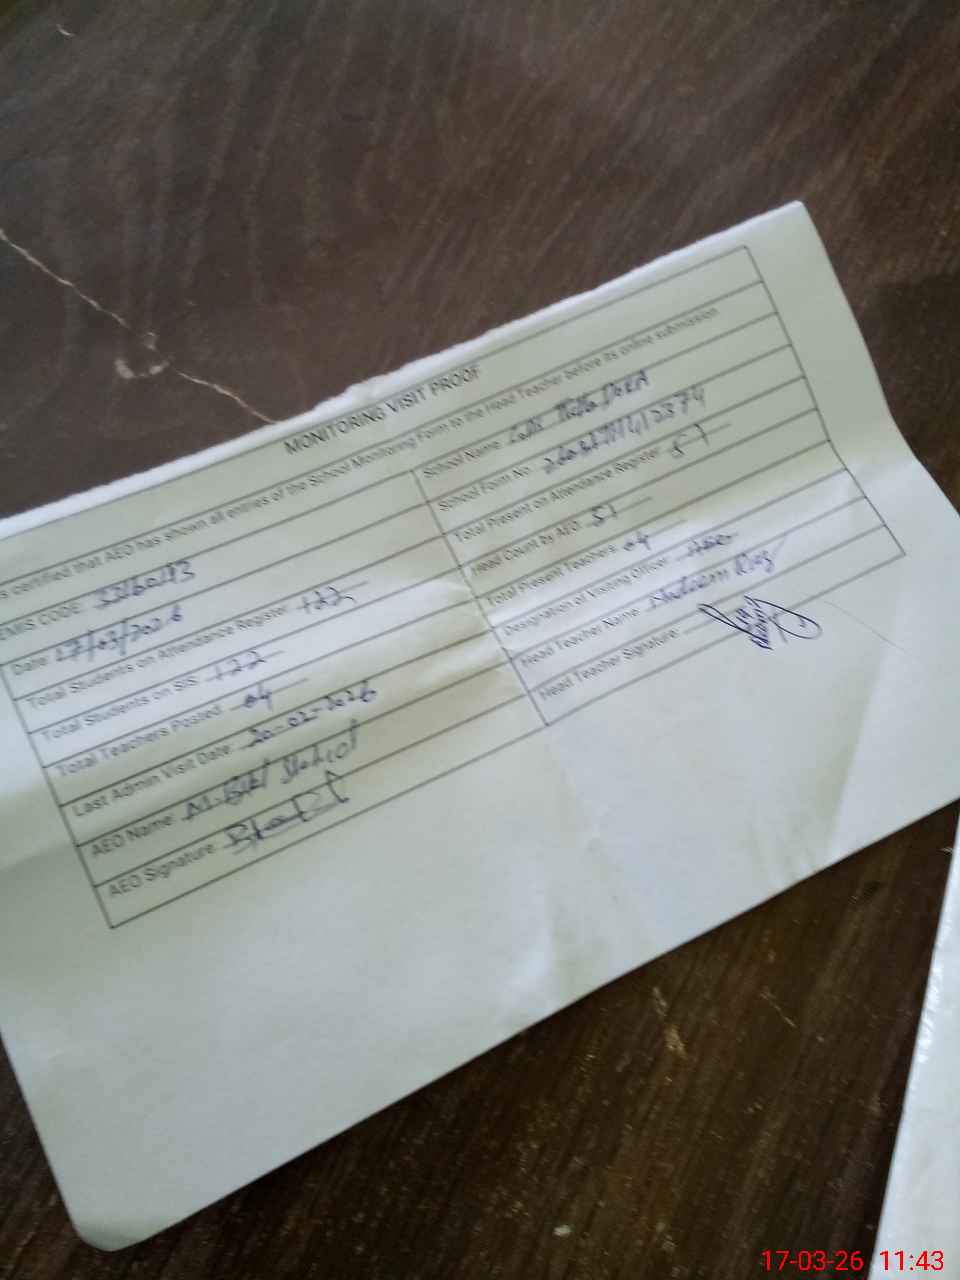 MONITORING VISIT PROOF
s certified that AEO has shown all entries of the School Monitoring Form to the Head Teacher before its online submission
EMIS CODE: 33160193
School Name:
Date: 17/03/2026
School Form No.:
Total Students on Attendance Register: 122
Total Present on Attendance Register: 51
Total Students on SIS: 122
Head Count by AEO: 51
Total Teachers Posted: 04
Total Present Teachers: 04
Last Admin Visit Date: 20-02-2026
Designation of Visiting Officer:
AEO Name:
Head Teacher Name: Nadeem
AEO Signature:
Head Teacher Signature:
17-03-26 11:43